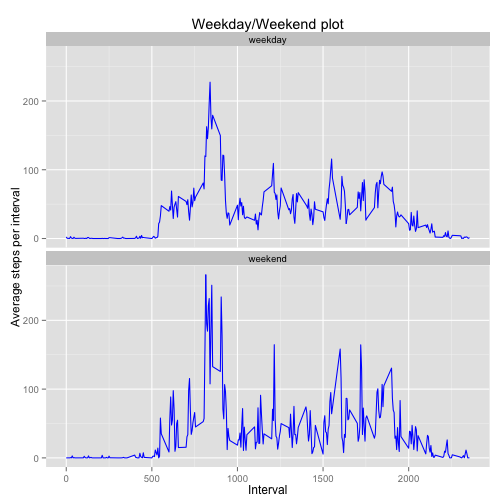 Weekday/Weekend plot
weekday
200
100
0
weekend
200
100
0
Average steps per interval
0 500 1000 1500 2000
Interval